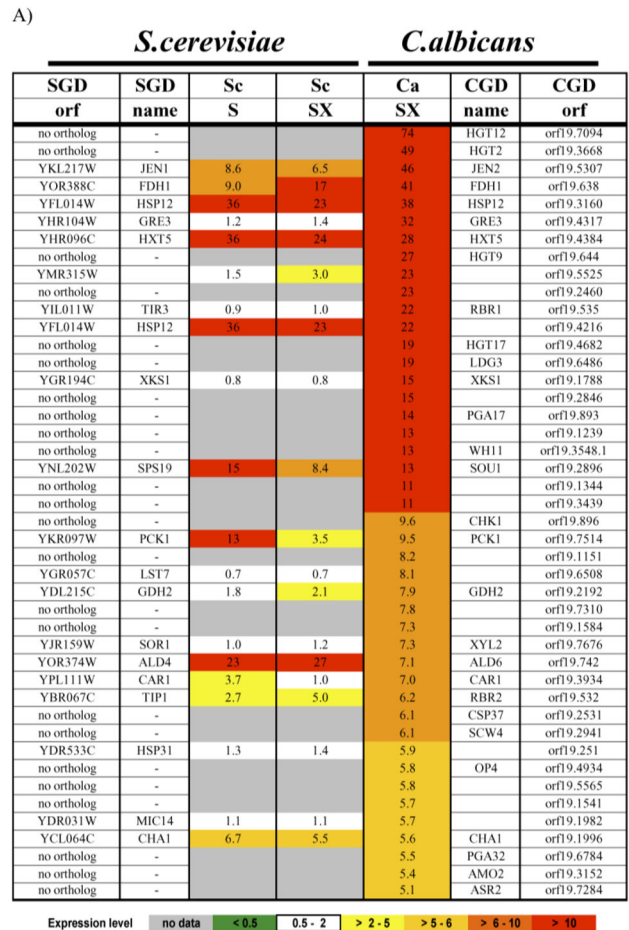 A)
S.cerevisiae C.albicans
SGD SGD Sc Sc Ca CGD CGD
orf name S SX SX name orf
no ortholog - 74 HGT12 orf19.7094
no ortholog - 49 HGT2 orf19.3668
YKL217W JEN1 8.6 6.5 46 JEN2 orf19.5307
YOR388C FDH1 9.0 17 41 FDH1 orf19.638
YFL014W HSP12 36 23 38 HSP12 orf19.3160
YHR104W GRE3 1.2 1.4 32 GRE3 orf19.4317
YHR096C HXT5 36 24 28 HXT5 orf19.4384
no ortholog - 27 HGT9 orf19.644
YMR315W 1.5 3.0 23 orf19.5525
no ortholog - 23 orf19.2460
YIL011W TIR3 0.9 1.0 22 RBR1 orf19.535
YFL014W HSP12 36 23 22 orf19.4216
no ortholog - 19 HGT17 orf19.4682
no ortholog - 19 LDG3 orf19.6486
YGR194C XKS1 0.8 0.8 15 XKS1 orf19.1788
no ortholog - 15 orf19.2846
no ortholog - 14 PGA17 orf19.893
no ortholog - 13 orf19.1239
no ortholog - 13 WH11 orf19.3548.1
YNL202W SPS19 15 8.4 13 SOU1 orf19.2896
no ortholog - 11 orf19.1344
no ortholog - 11 orf19.3439
no ortholog - 9.6 CHK1 orf19.896
YKR097W PCK1 13 3.5 9.5 PCK1 orf19.7514
no ortholog - 8.2 orf19.1151
YGR057C LST7 0.7 0.7 8.1 orf19.6508
YDL215C GDH2 1.8 2.1 7.9 GDH2 orf19.2192
no ortholog - 7.8 orf19.7310
no ortholog - 7.3 orf19.1584
YJR159W SOR1 1.0 1.2 7.3 XYL2 orf19.7676
YOR374W ALD4 23 27 7.1 ALD6 orf19.742
YPL111W CAR1 3.7 1.0 7.0 CAR1 orf19.3934
YBR067C TIP1 2.7 5.0 6.2 RBR2 orf19.532
no ortholog - 6.1 CSP37 orf19.2531
no ortholog - 6.1 SCW4 orf19.2941
YDR533C HSP31 1.3 1.4 5.9 orf19.251
no ortholog - 5.8 OP4 orf19.4934
no ortholog - 5.8 orf19.5565
no ortholog - 5.7 orf19.1541
YDR031W MIC14 1.1 1.1 5.7 orf19.1982
YCL064C CHA1 6.7 5.5 5.6 CHA1 orf19.1996
no ortholog - 5.5 PGA32 orf19.6784
no ortholog - 5.4 AMO2 orf19.3152
no ortholog - 5.1 ASR2 orf19.7284
Expression level no data < 0.5 0.5 - 2 > 2 - 5 > 5 - 6 > 6 - 10 > 10